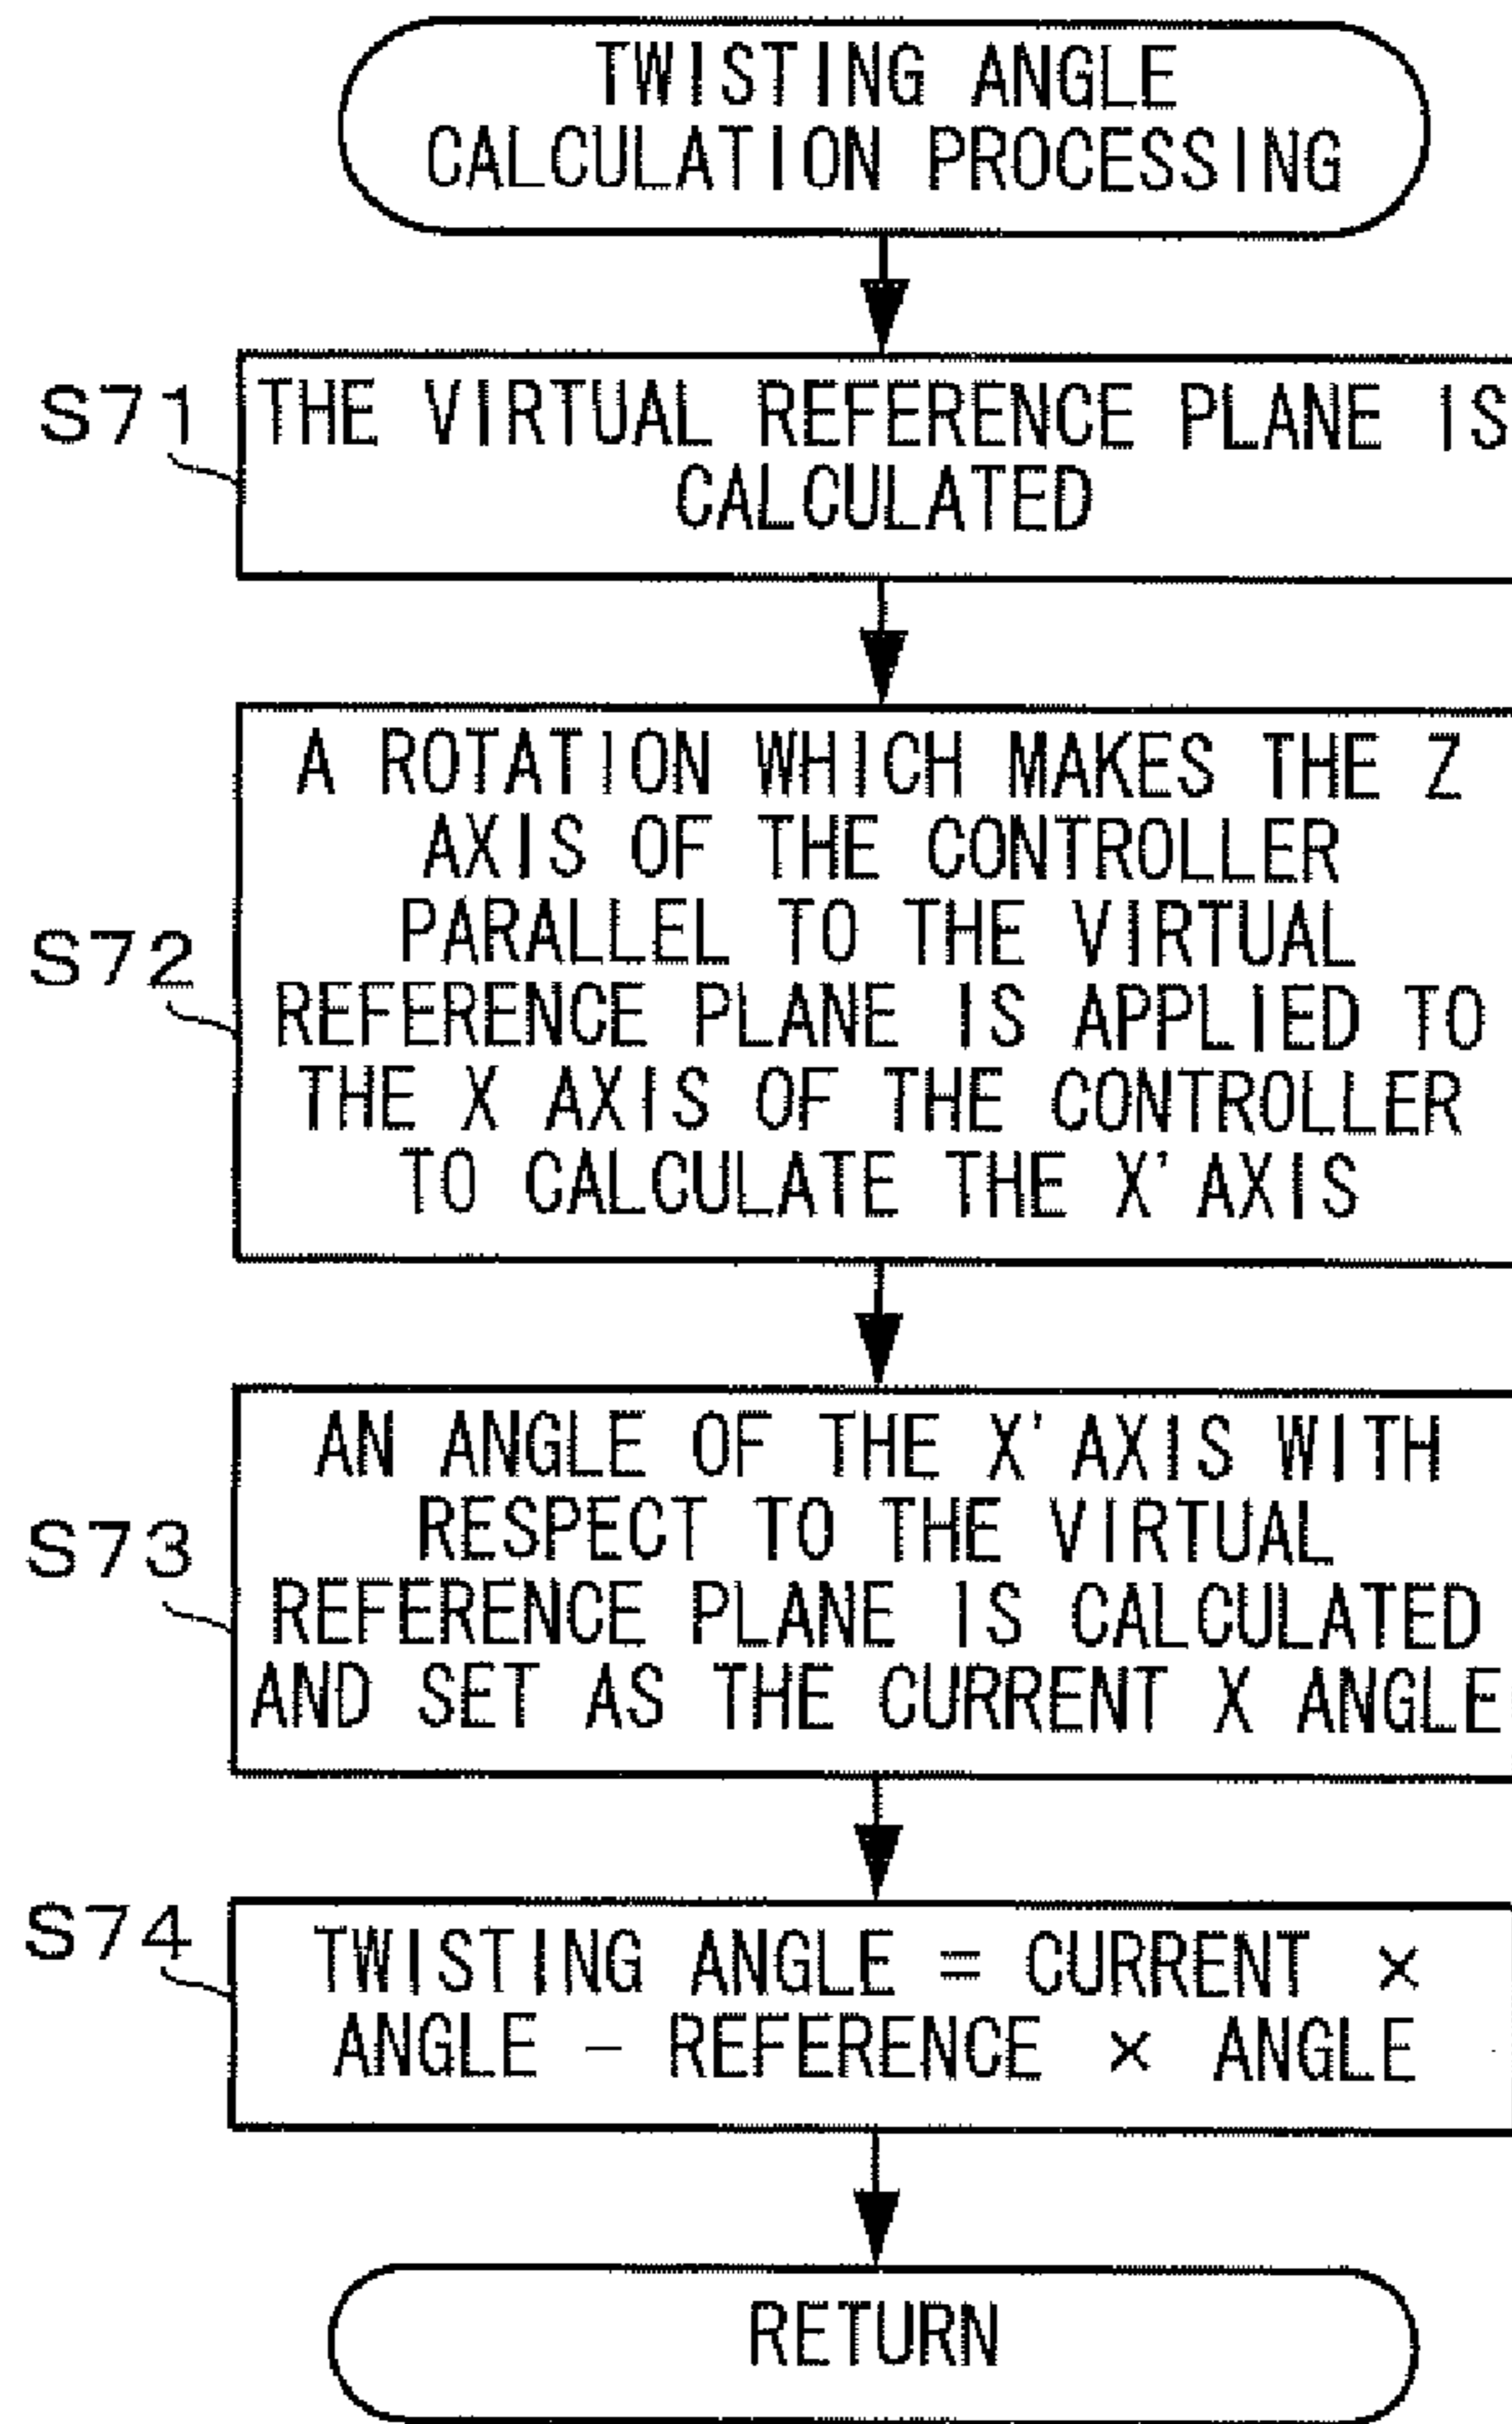 TWISTING ANGLE
CALCULATION PROCESSING
S71
THE VIRTUAL REFERENCE PLANE IS
CALCULATED
S72
A ROTATION WHICH MAKES THE Z
AXIS OF THE CONTROLLER
PARALLEL TO THE VIRTUAL
REFERENCE PLANE IS APPLIED TO
THE X AXIS OF THE CONTROLLER
TO CALCULATE THE X' AXIS
S73
AN ANGLE OF THE X' AXIS WITH
RESPECT TO THE VIRTUAL
REFERENCE PLANE IS CALCULATED
AND SET AS THE CURRENT X ANGLE
S74
TWISTING ANGLE = CURRENT ×
ANGLE − REFERENCE × ANGLE
RETURN